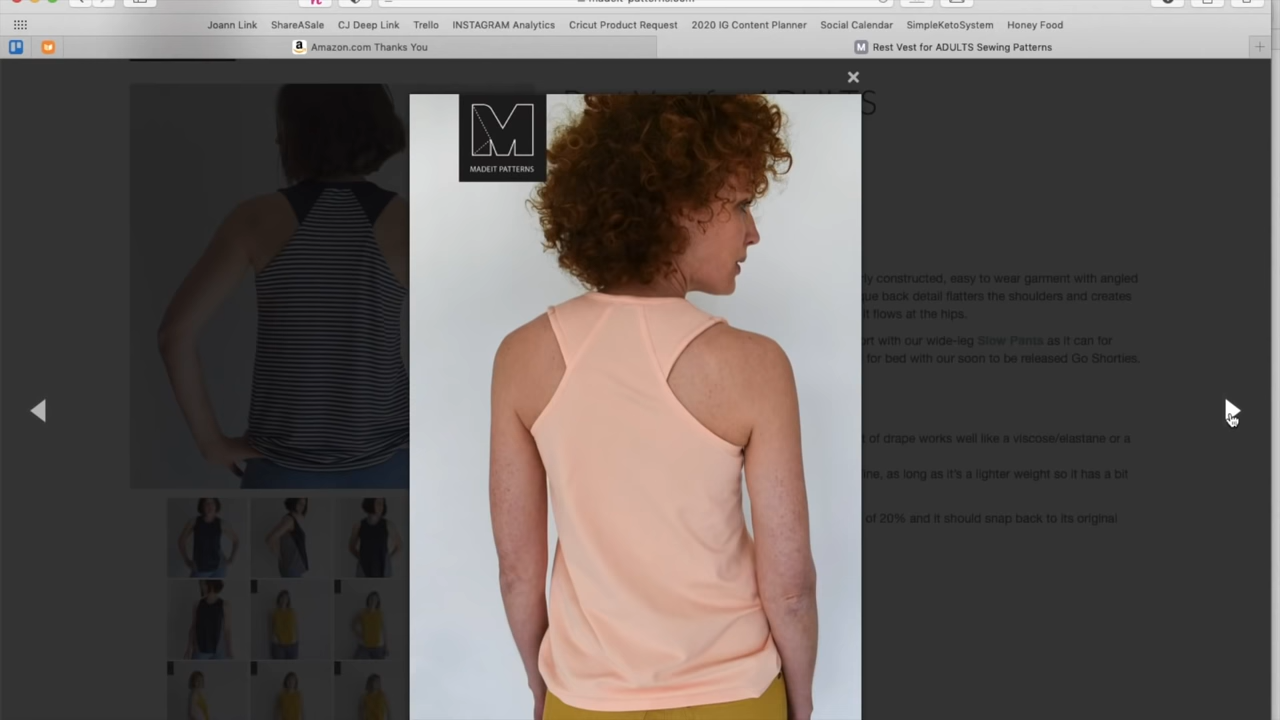 madeit-patterns.com
Joann Link ShareASale CJ Deep Link Trello INSTAGRAM Analytics Cricut Product Request 2020 IG Content Planner Social Calendar SimpleKetoSystem Honey Food
Amazon.com Thanks You
M Rest Vest for ADULTS Sewing Patterns
M
MADEIT PATTERNS
ly constructed, easy to wear garment with angled
que back detail flatters the shoulders and creates
it flows at the hips.
ort with our wide-leg Slow Pants as it can for
for bed with our soon to be released Go Shorties.
t of drape works well like a viscose/elastane or a
ine, as long as it's a lighter weight so it has a bit
of 20% and it should snap back to its original